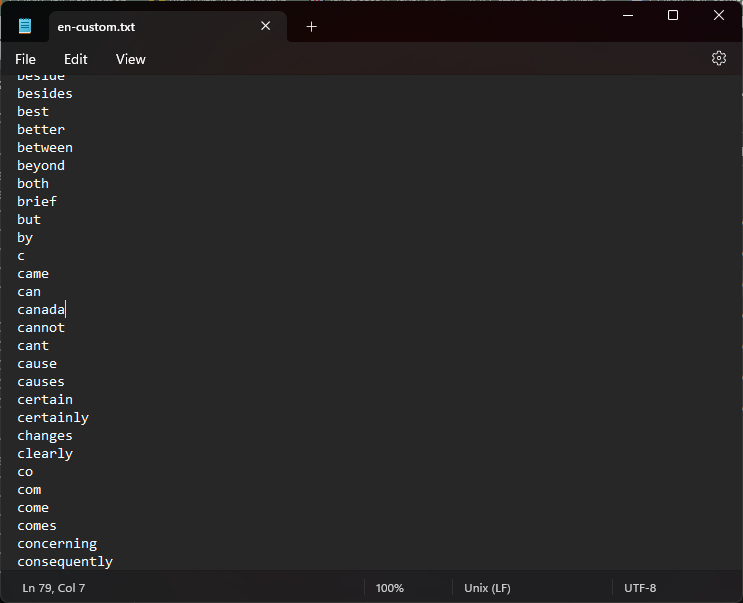 en-custom.txt
File Edit View
beside
besides
best
better
between
beyond
both
brief
but
by
c
came
can
canada
cannot
cant
cause
causes
certain
certainly
changes
clearly
co
com
come
comes
concerning
consequently
Ln 79, Col 7 100% Unix (LF) UTF-8